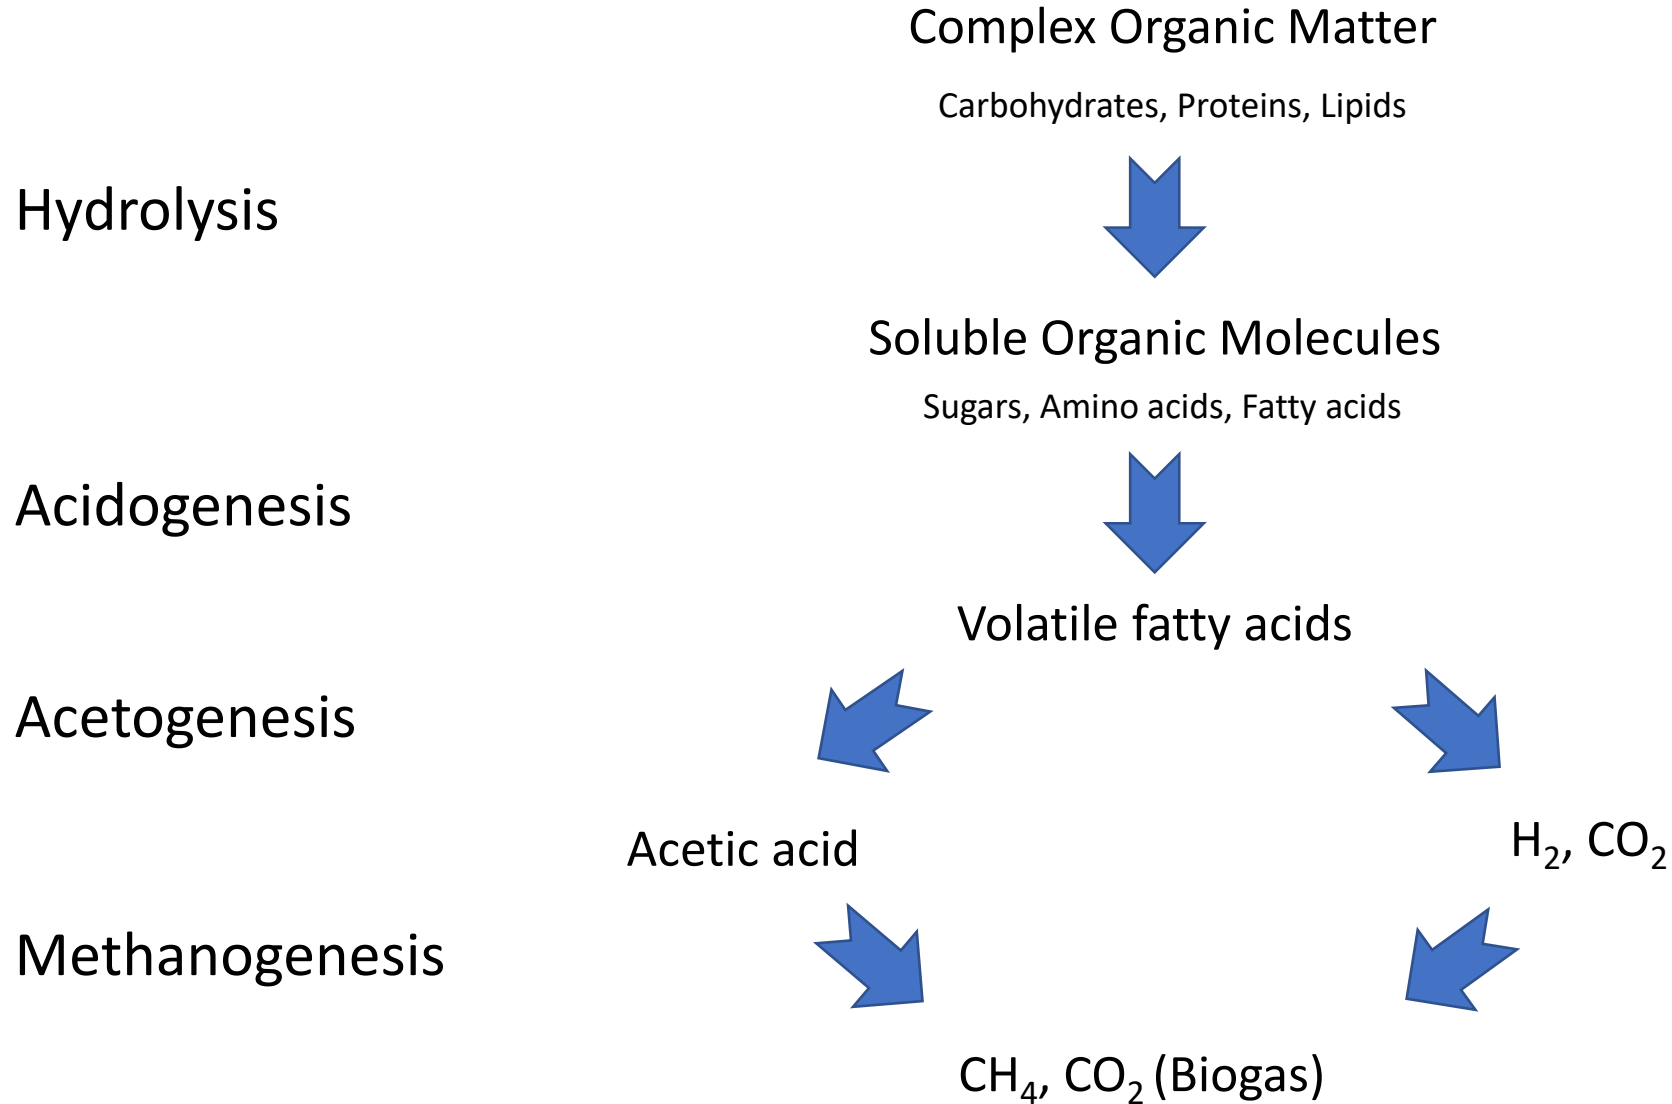 Complex Organic Matter
Carbohydrates, Proteins, Lipids
Hydrolysis
Soluble Organic Molecules
Sugars, Amino acids, Fatty acids
Acidogenesis
Volatile fatty acids
Acetogenesis
Acetic acid
H₂, CO₂
Methanogenesis
CH₄, CO₂ (Biogas)